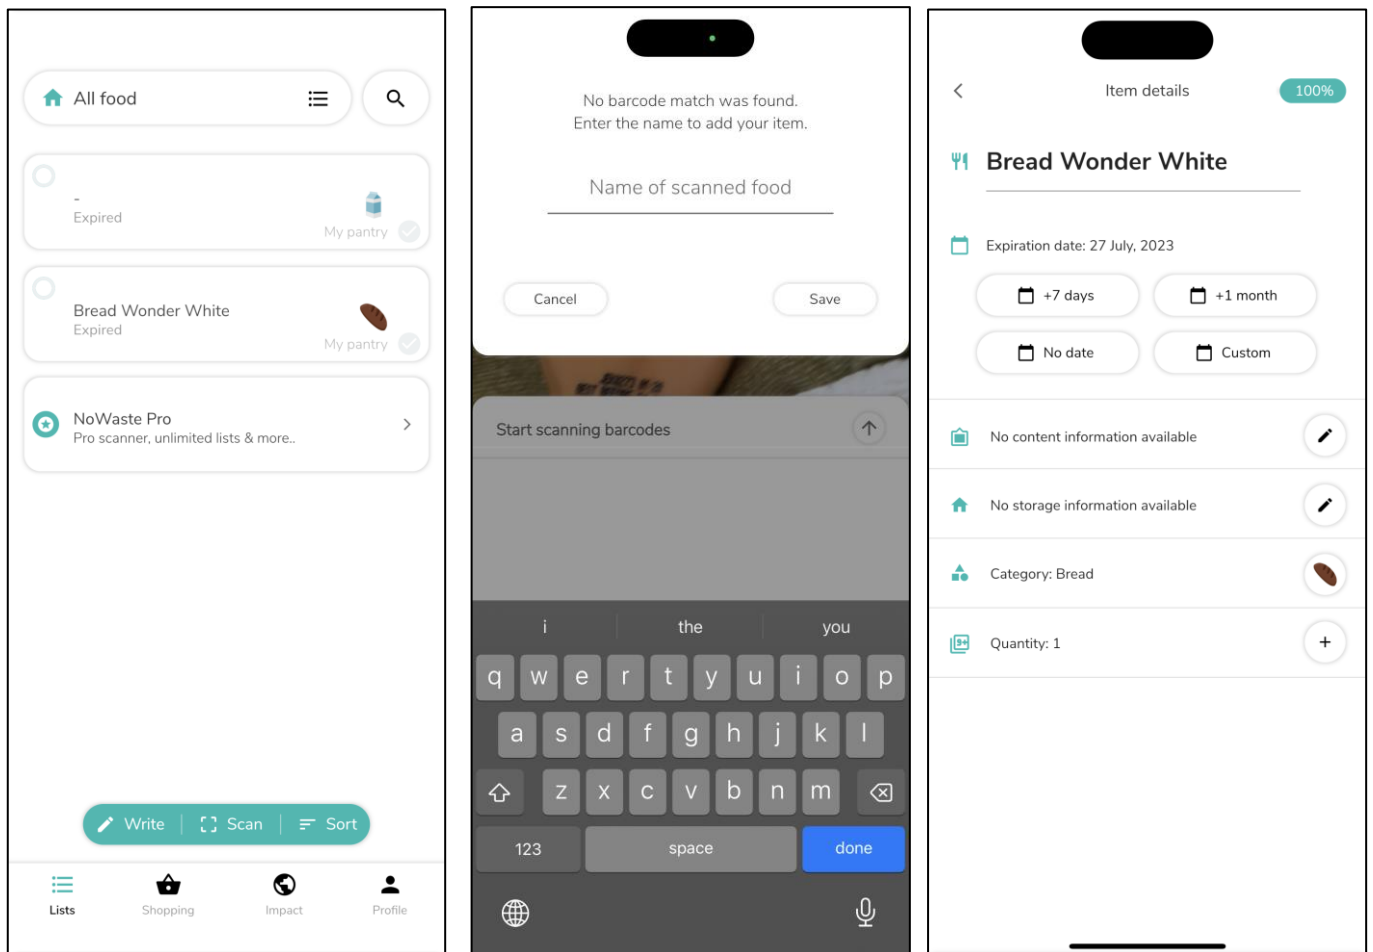 All food
-
Expired
My pantry
Bread Wonder White
Expired
My pantry
NoWaste Pro
Pro scanner, unlimited lists & more..
Write
Scan
Sort
Lists
Shopping
Impact
Profile
No barcode match was found.
Enter the name to add your item.
Name of scanned food
Cancel
Save
Start scanning barcodes
i the you
q w e r t y u i o p
a s d f g h j k l
z x c v b n m
123 space done
Item details
100%
Bread Wonder White
Expiration date: 27 July, 2023
+7 days
+1 month
No date
Custom
No content information available
No storage information available
Category: Bread
9+
Quantity: 1
+